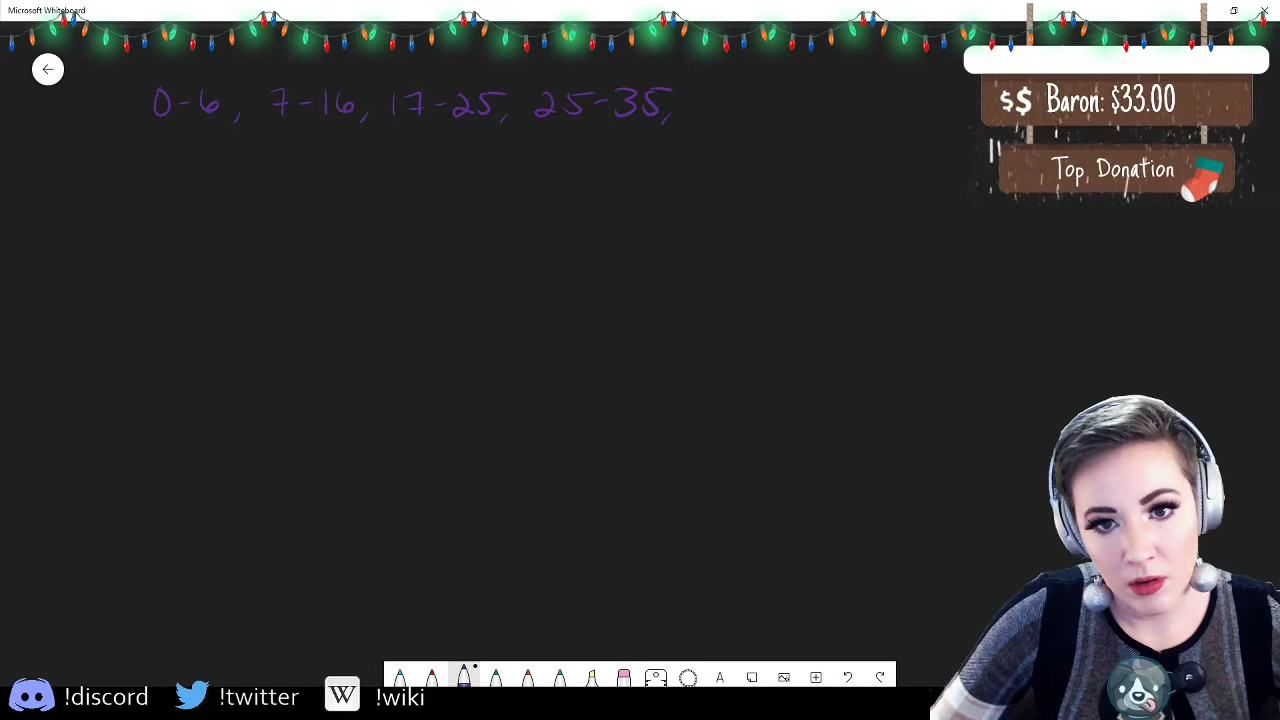 Microsoft Whiteboard
0-6, 7-16, 17-25, 25-35,
$$ Baron: $33.00
Top Donation
A
!discord
!twitter
W !wiki